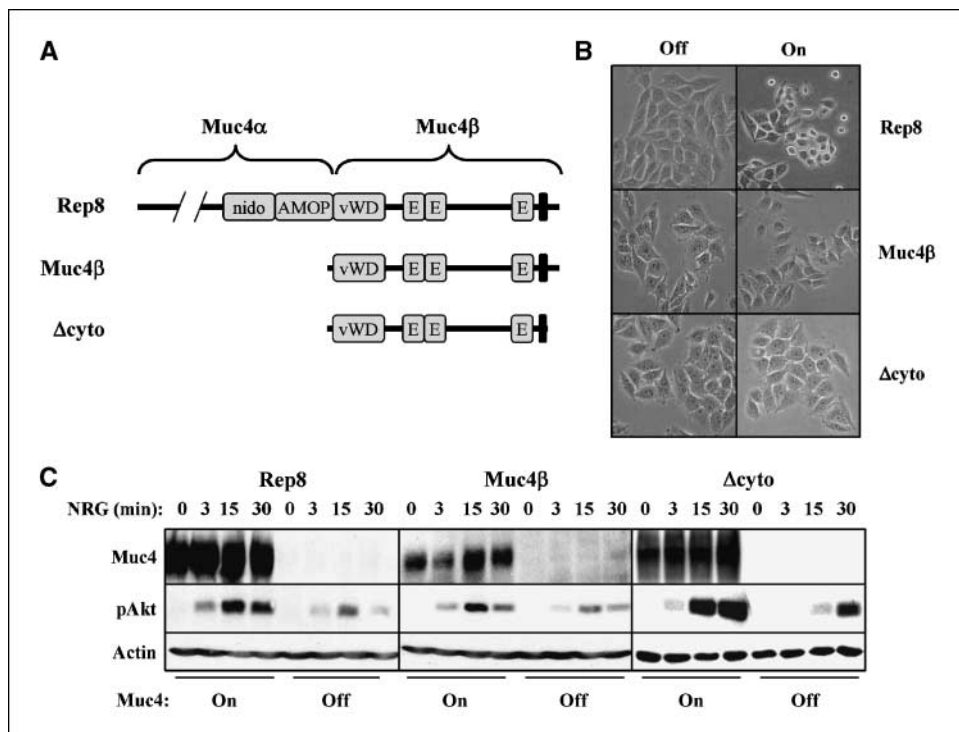 A
Muc4α Muc4β
Rep8 nido AMOP vWD E E E
Muc4β vWD E E E
Δcyto vWD E E E
B
Off On
Rep8
Muc4β
Δcyto
C
Rep8 Muc4β Δcyto
NRG (min): 0 3 15 30 0 3 15 30 0 3 15 30 0 3 15 30 0 3 15 30 0 3 15 30
Muc4
pAkt
Actin
Muc4: On Off On Off On Off